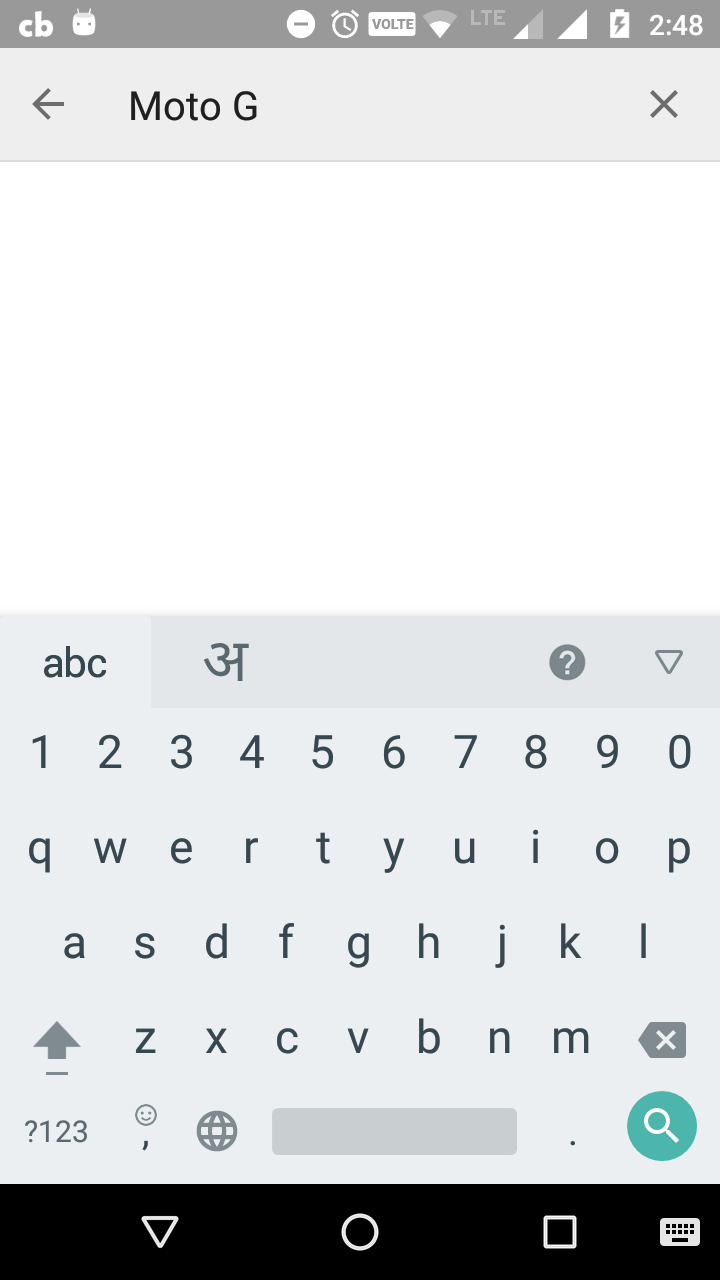 cb VOLTE LTE 2:48
Moto G
abc अ ?
1 2 3 4 5 6 7 8 9 0
q w e r t y u i o p
a s d f g h j k l
z x c v b n m
?123 , .